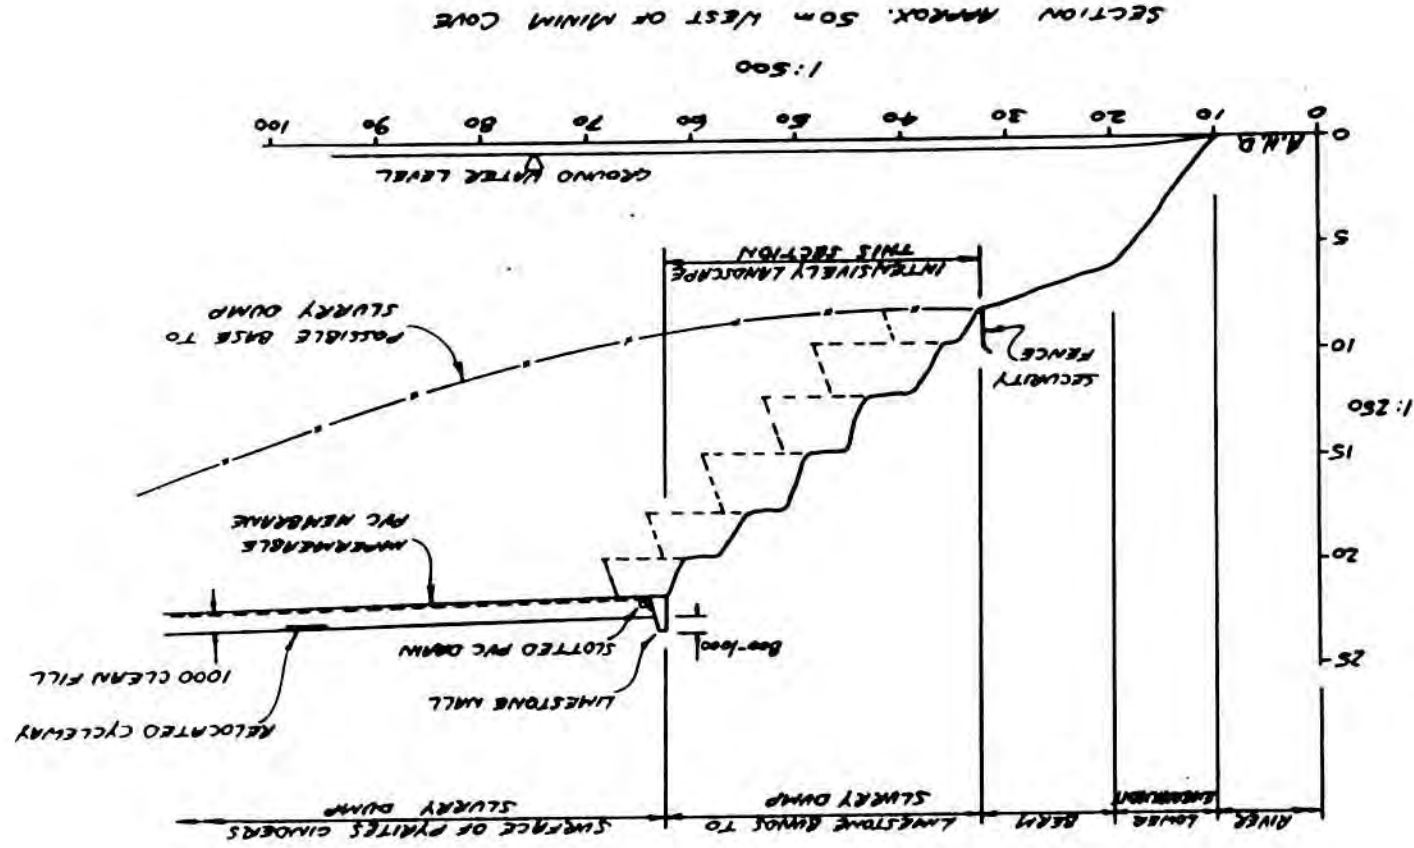 RIVER
LOWER
EMBANKMENT
BERM
LIMESTONE BUNDS TO
SLURRY DUMP
SURFACE OF PYRITES CINDERS
SLURRY DUMP
RELOCATED CYCLEWAY
LIMESTONE WALL
1000 CLEAN FILL
25
800-1000
SLOTTED PVC DRAIN
20
IMPERMEABLE
PVC MEMBRANE
15
1:250
SECURITY
FENCE
10
POSSIBLE BASE TO
SLURRY DUMP
INTENSIVELY LANDSCAPE
THIS SECTION
5
GROUND WATER LEVEL
A.H.D.
0
0 10 20 30 40 50 60 70 80 90 100
1:500
SECTION APPROX. 50m WEST OF MINIM COVE